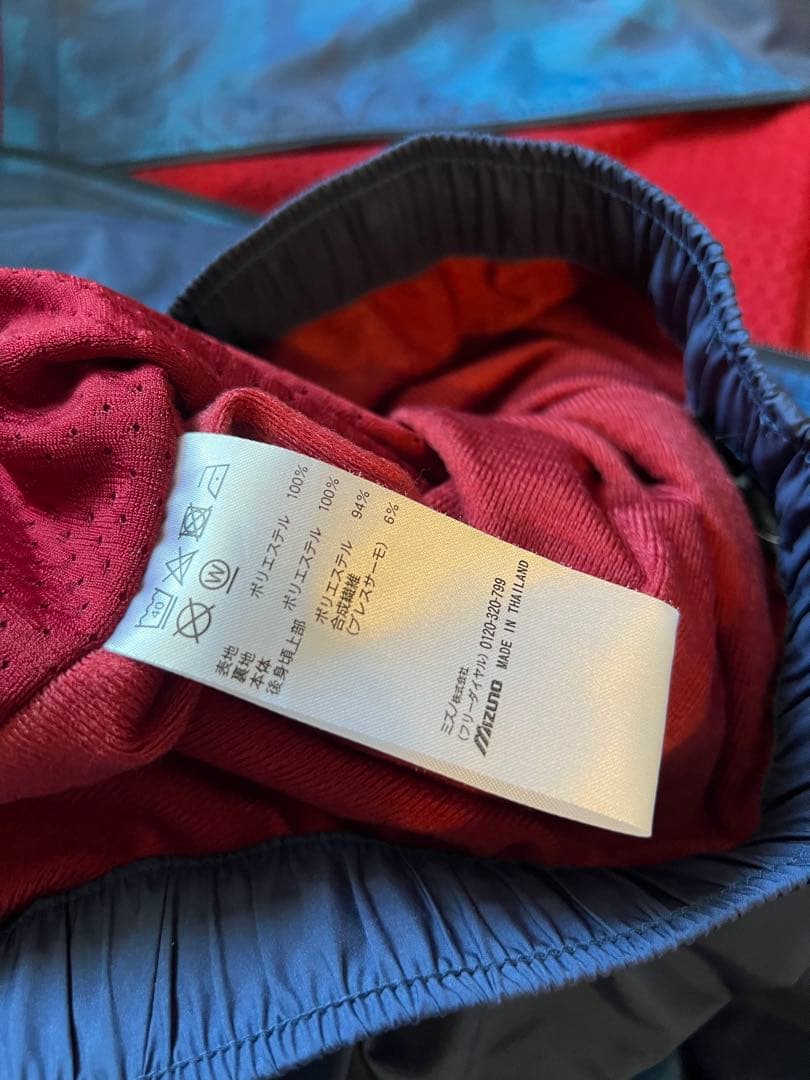 40
W
表地 ポリエステル 100%
裏地
本体 ポリエステル 100%
後身頃上部 ポリエステル 94%
合成繊維
(ブレスサーモ) 6%
ミズノ株式会社
(フリーダイヤル) 0120-320-799
MIZUNO MADE IN THAILAND